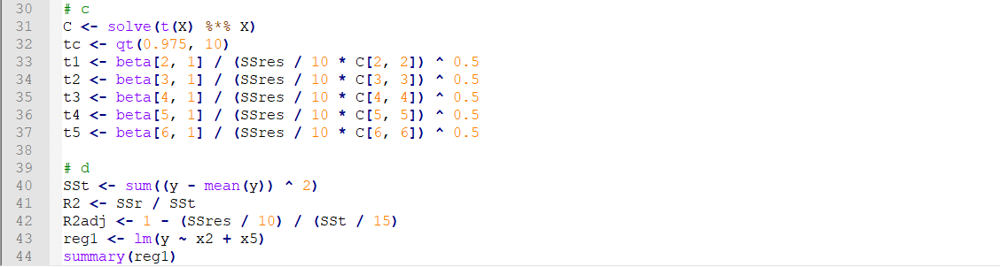 30 # c
31 C <- solve(t(X) %*% X)
32 tc <- qt(0.975, 10)
33 t1 <- beta[2, 1] / (SSres / 10 * C[2, 2]) ^ 0.5
34 t2 <- beta[3, 1] / (SSres / 10 * C[3, 3]) ^ 0.5
35 t3 <- beta[4, 1] / (SSres / 10 * C[4, 4]) ^ 0.5
36 t4 <- beta[5, 1] / (SSres / 10 * C[5, 5]) ^ 0.5
37 t5 <- beta[6, 1] / (SSres / 10 * C[6, 6]) ^ 0.5
38
39 # d
40 SSt <- sum((y - mean(y)) ^ 2)
41 R2 <- SSr / SSt
42 R2adj <- 1 - (SSres / 10) / (SSt / 15)
43 reg1 <- lm(y ~ x2 + x5)
44 summary(reg1)